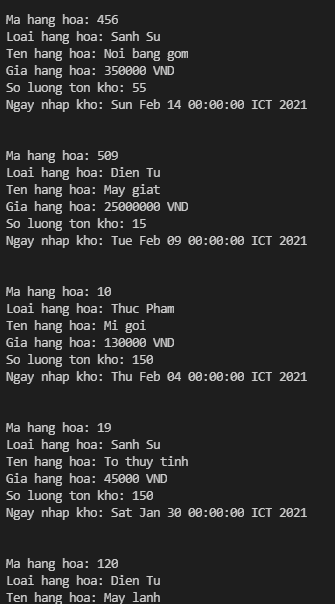 Ma hang hoa: 456
Loai hang hoa: Sanh Su
Ten hang hoa: Noi bang gom
Gia hang hoa: 350000 VND
So luong ton kho: 55
Ngay nhap kho: Sun Feb 14 00:00:00 ICT 2021
Ma hang hoa: 509
Loai hang hoa: Dien Tu
Ten hang hoa: May giat
Gia hang hoa: 25000000 VND
So luong ton kho: 15
Ngay nhap kho: Tue Feb 09 00:00:00 ICT 2021
Ma hang hoa: 10
Loai hang hoa: Thuc Pham
Ten hang hoa: Mi goi
Gia hang hoa: 130000 VND
So luong ton kho: 150
Ngay nhap kho: Thu Feb 04 00:00:00 ICT 2021
Ma hang hoa: 19
Loai hang hoa: Sanh Su
Ten hang hoa: To thuy tinh
Gia hang hoa: 45000 VND
So luong ton kho: 150
Ngay nhap kho: Sat Jan 30 00:00:00 ICT 2021
Ma hang hoa: 120
Loai hang hoa: Dien Tu
Ten hang hoa: May lanh